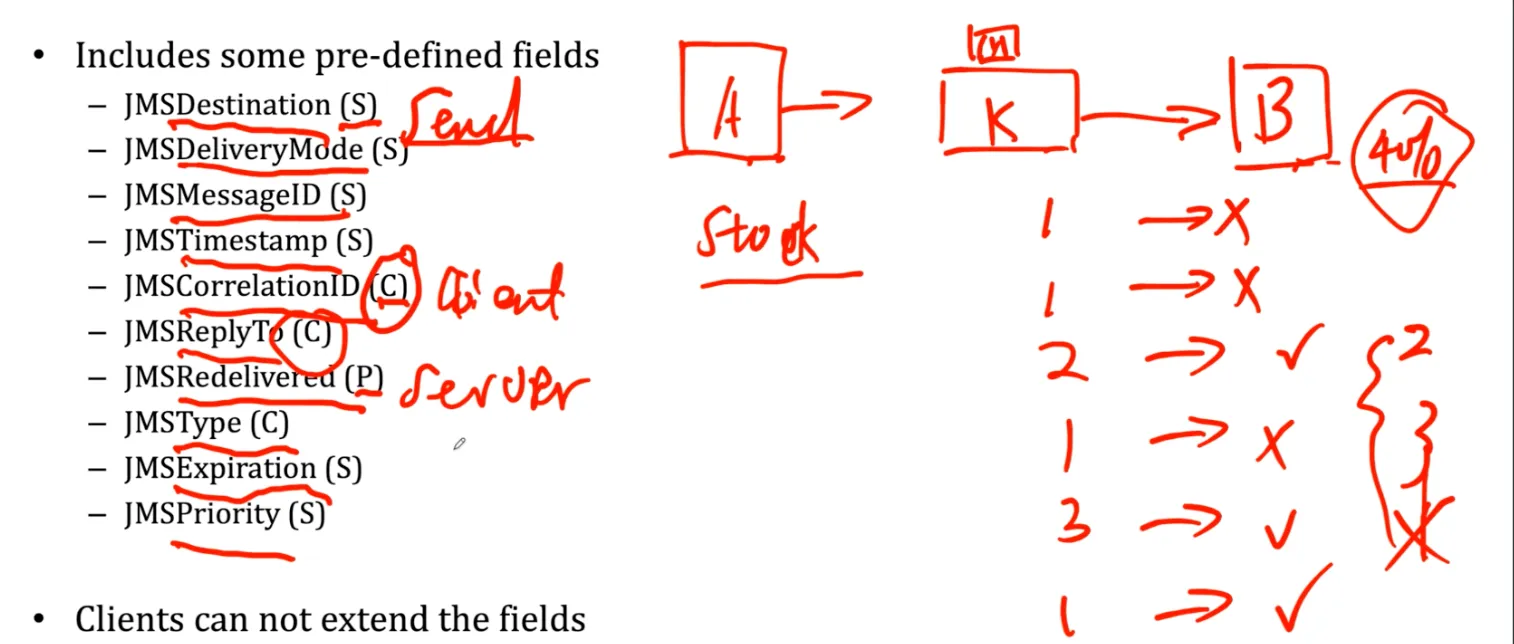 • Includes some pre-defined fields
– JMSDestination (S) Send
– JMSDeliveryMode (S)
– JMSMessageID (S)
– JMSTimestamp (S)
– JMSCorrelationID (C) Client
– JMSReplyTo (C)
– JMSRedelivered (P) Server
– JMSType (C)
– JMSExpiration (S)
– JMSPriority (S)
• Clients can not extend the fields
A → K → B 40%
Stock
1 → X
1 → X
2 → ✓ 2
1 → X 3
3 → ✓
1 → ✓